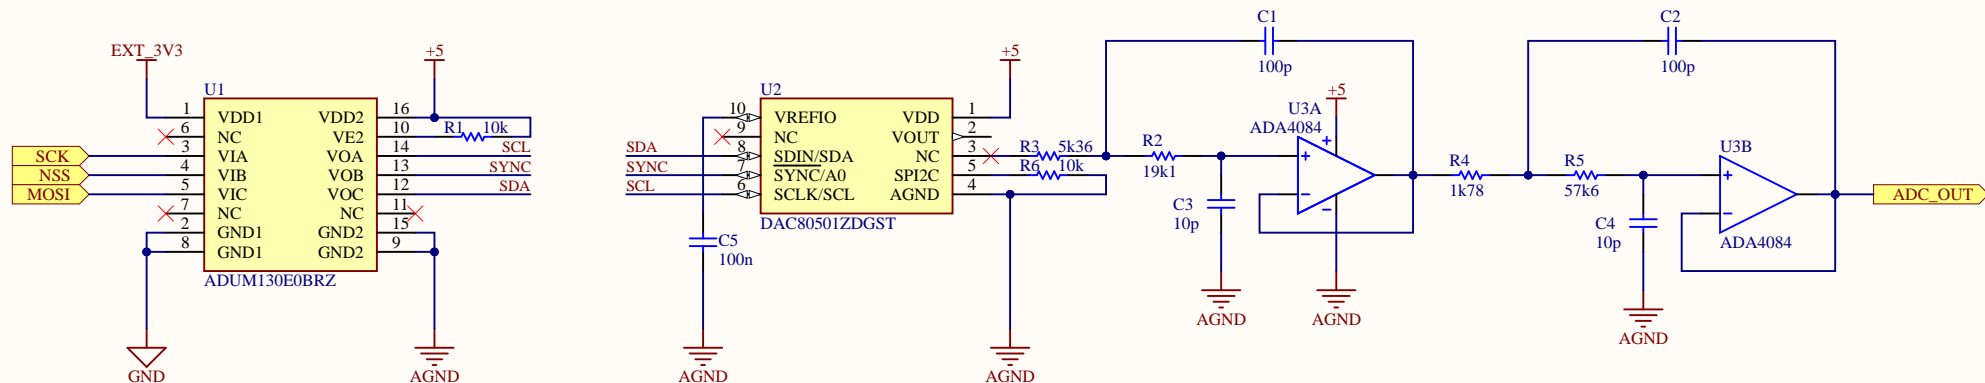 EXT_3V3
+5
U1
1 VDD1 VDD2 16
6 NC VE2 10
R1 10k
3 VIA VOA 14
SCK
SCL
4 VIB VOB 13
NSS
SYNC
5 VIC VOC 12
MOSI
SDA
7 NC NC 11
2 GND1 GND2 15
8 GND1 GND2 9
ADUM130E0BRZ
GND
AGND
+5
U2
10 VREFIO VDD 1
9 NC VOUT 2
SDA
8 SDIN/SDA NC 3
SYNC
7 SYNC/A0 SPI2C 5
SCL
6 SCLK/SCL AGND 4
DAC80501ZDGST
C5
100n
AGND
AGND
R3 5k36
R6 10k
C1
100p
R2
19k1
C3
10p
AGND
+5
U3A
ADA4084
+
+
−
−
AGND
R4
1k78
C2
100p
R5
57k6
C4
10p
AGND
U3B
+
−
ADA4084
ADC_OUT